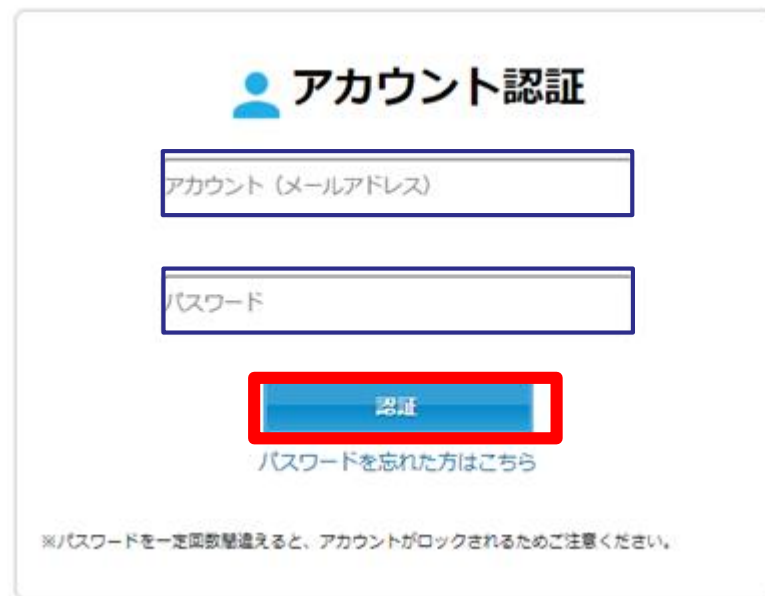 アカウント認証
アカウント（メールアドレス）
パスワード
認証
パスワードを忘れた方はこちら
※パスワードを一定回数間違えると、アカウントがロックされるためご注意ください。